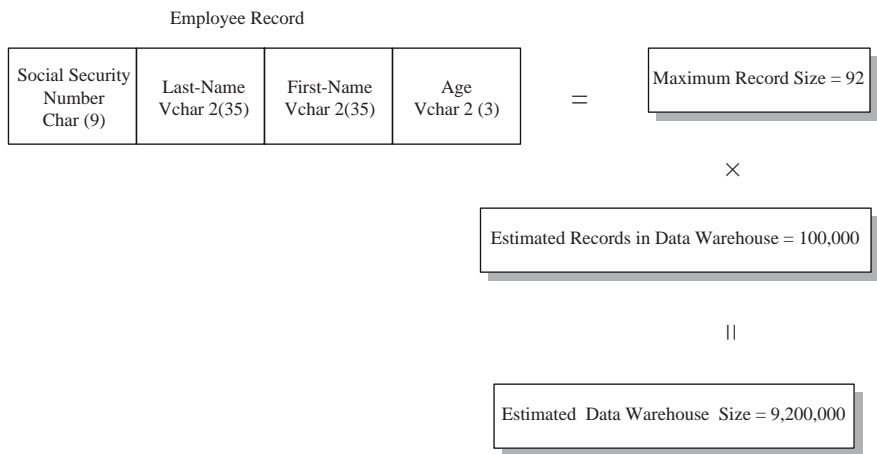 Employee Record
Social Security
Number
Char (9)
Last-Name
Vchar 2(35)
First-Name
Vchar 2(35)
Age
Vchar 2 (3)
=
Maximum Record Size = 92
×
Estimated Records in Data Warehouse = 100,000
=
Estimated Data Warehouse Size = 9,200,000